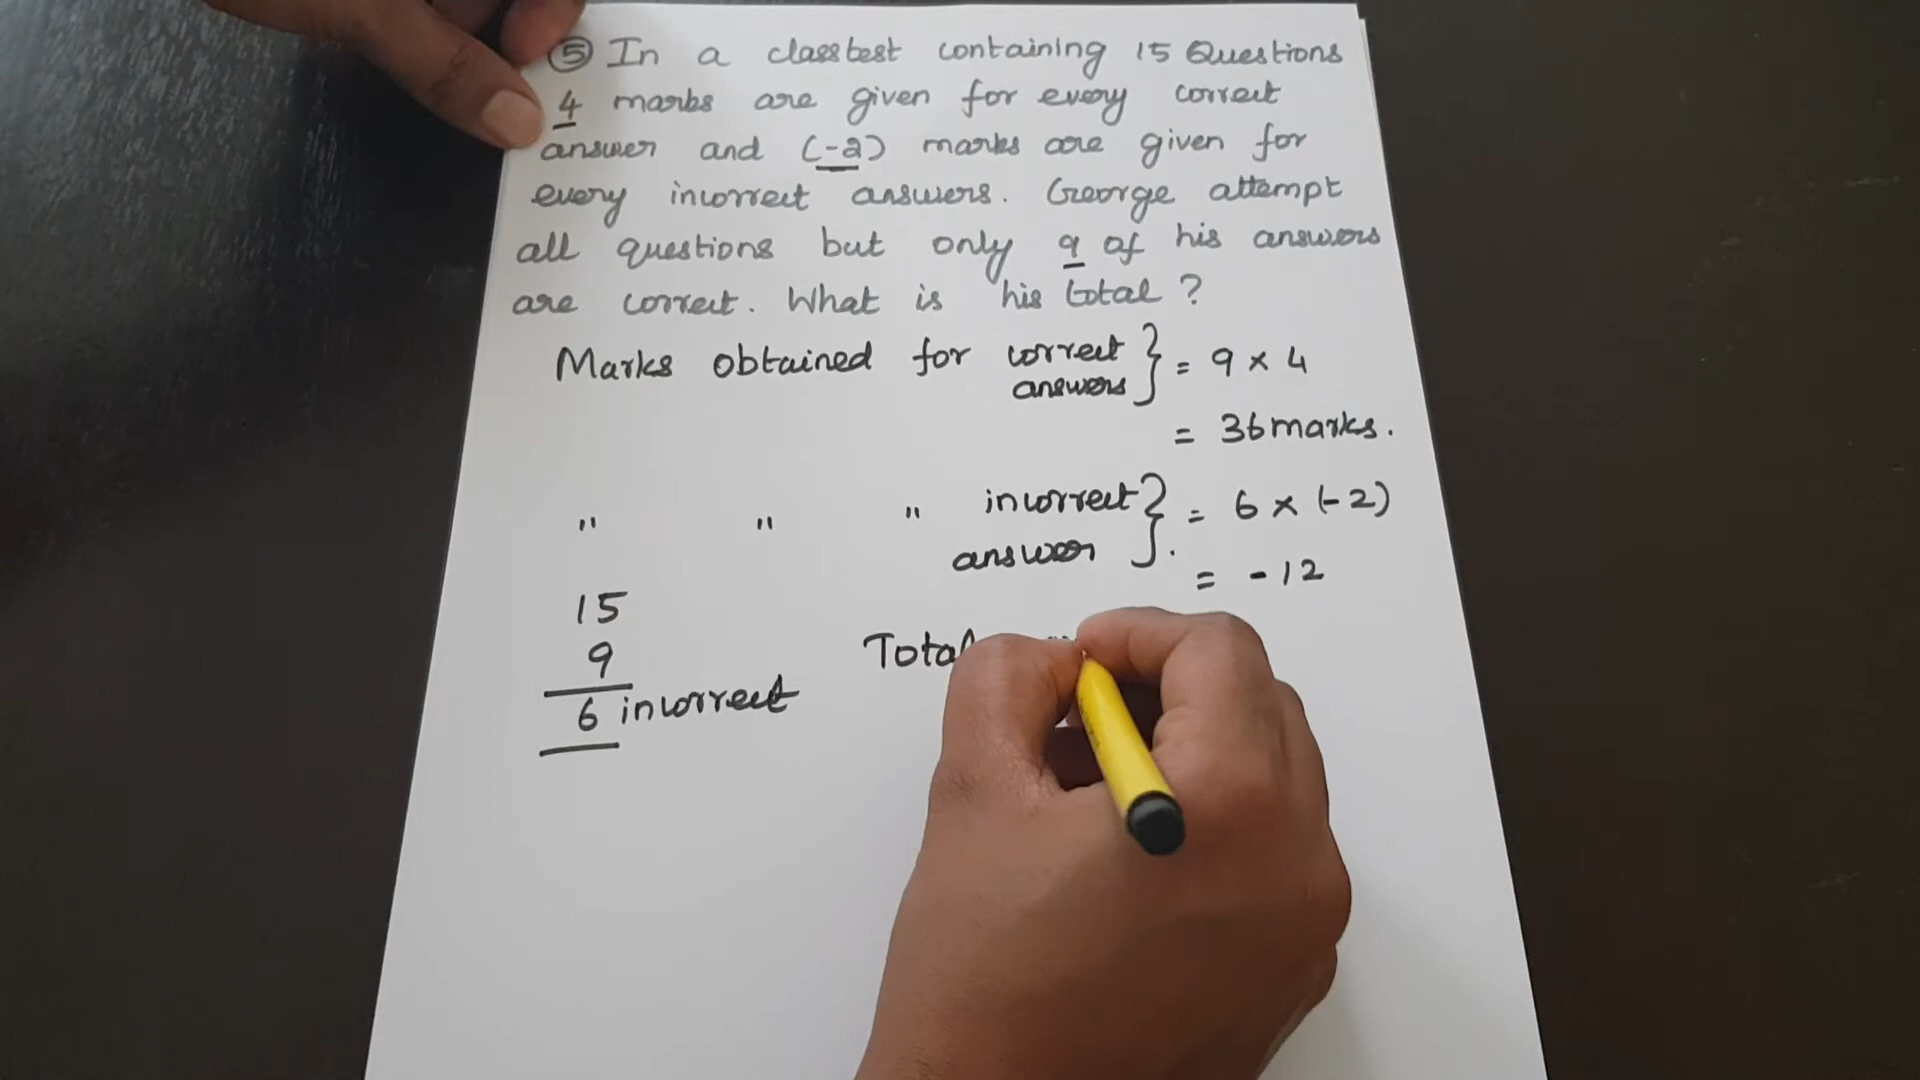 ⑤ In a classtest containing 15 Questions
4 marks are given for every correct
answer and (-2) marks are given for
every incorrect answers. George attempt
all questions but only 9 of his answers
are correct. What is his total ?
Marks obtained for correct answers } = 9 × 4
= 36 marks.
" " " incorrect answer }. = 6 × (-2)
= -12
15
9
6 incorrect
Total